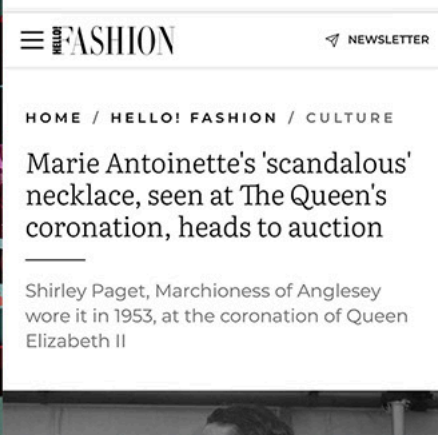 HELLO! FASHION
NEWSLETTER
HOME / HELLO! FASHION / CULTURE
Marie Antoinette's 'scandalous'
necklace, seen at The Queen's
coronation, heads to auction
Shirley Paget, Marchioness of Anglesey
wore it in 1953, at the coronation of Queen
Elizabeth II